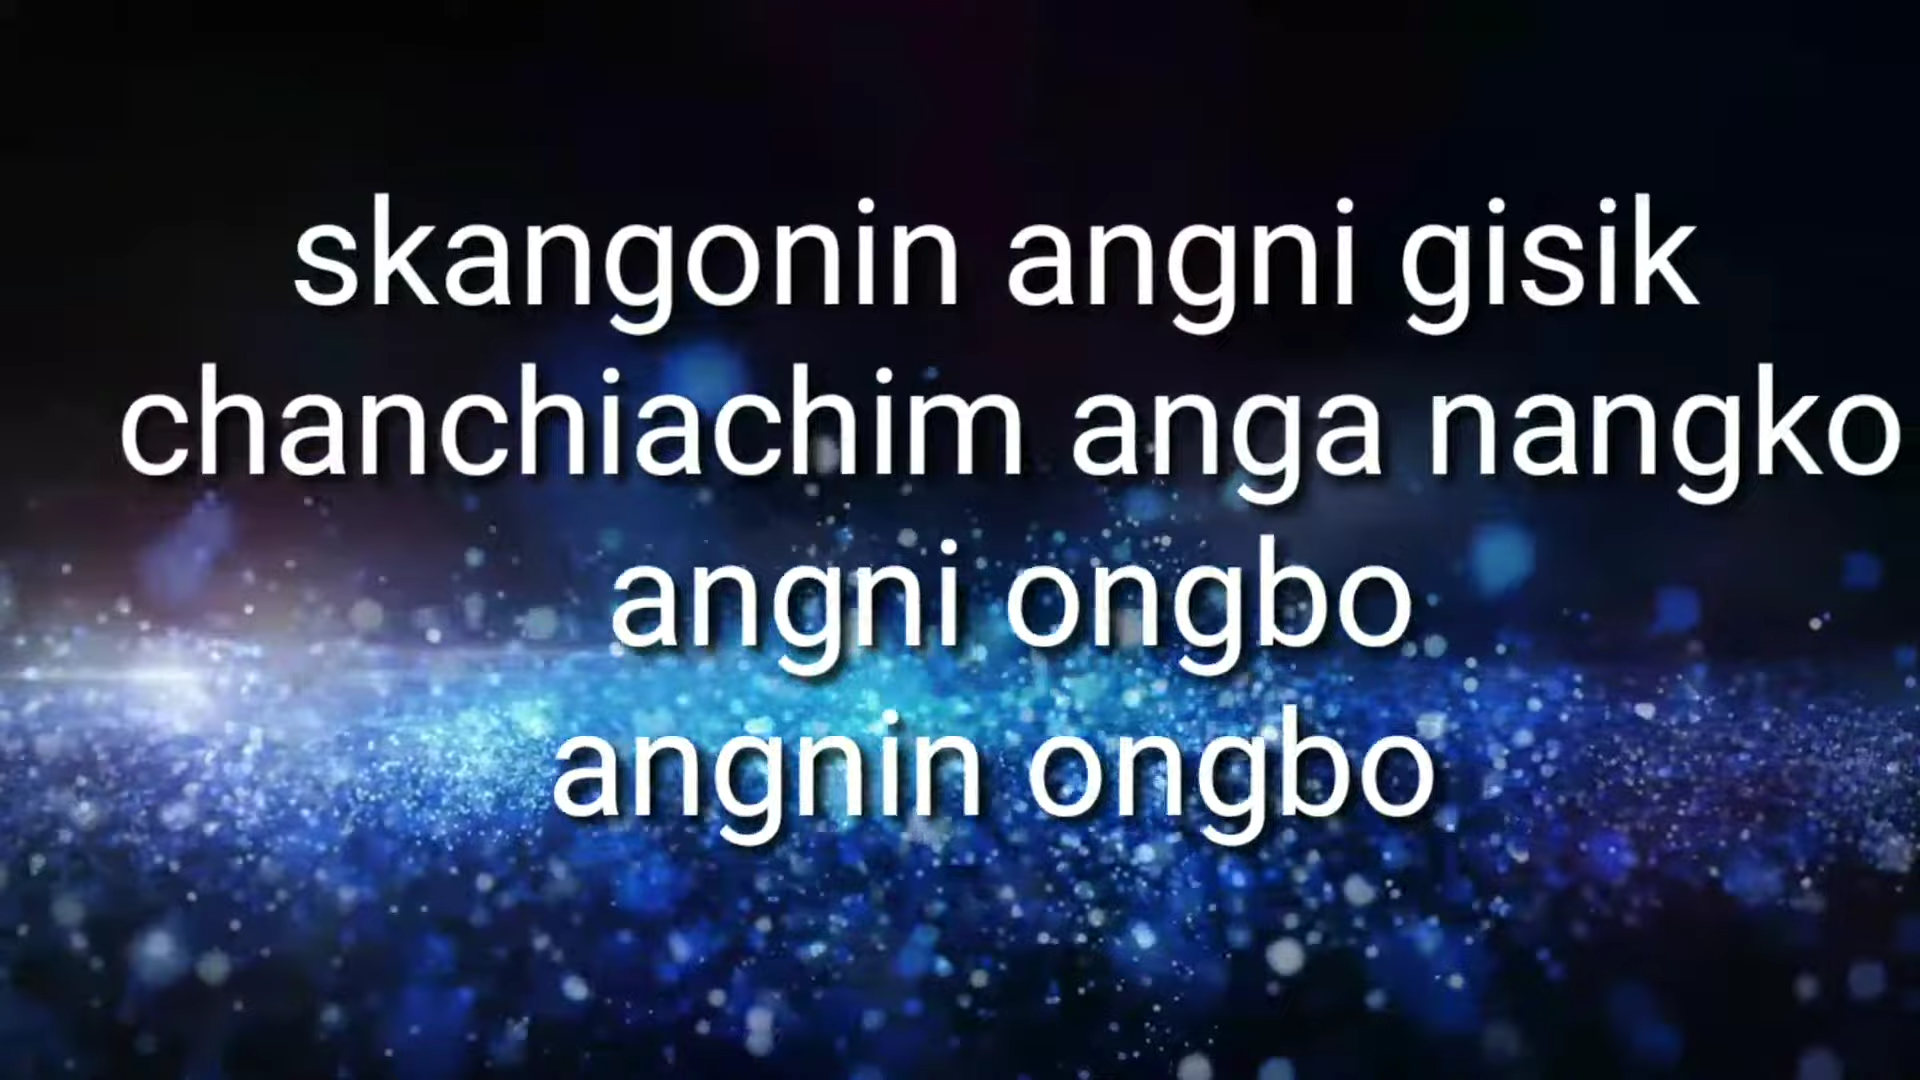 skangonin angni gisik
chanchiachim anga nangko
angni ongbo
angnin ongbo